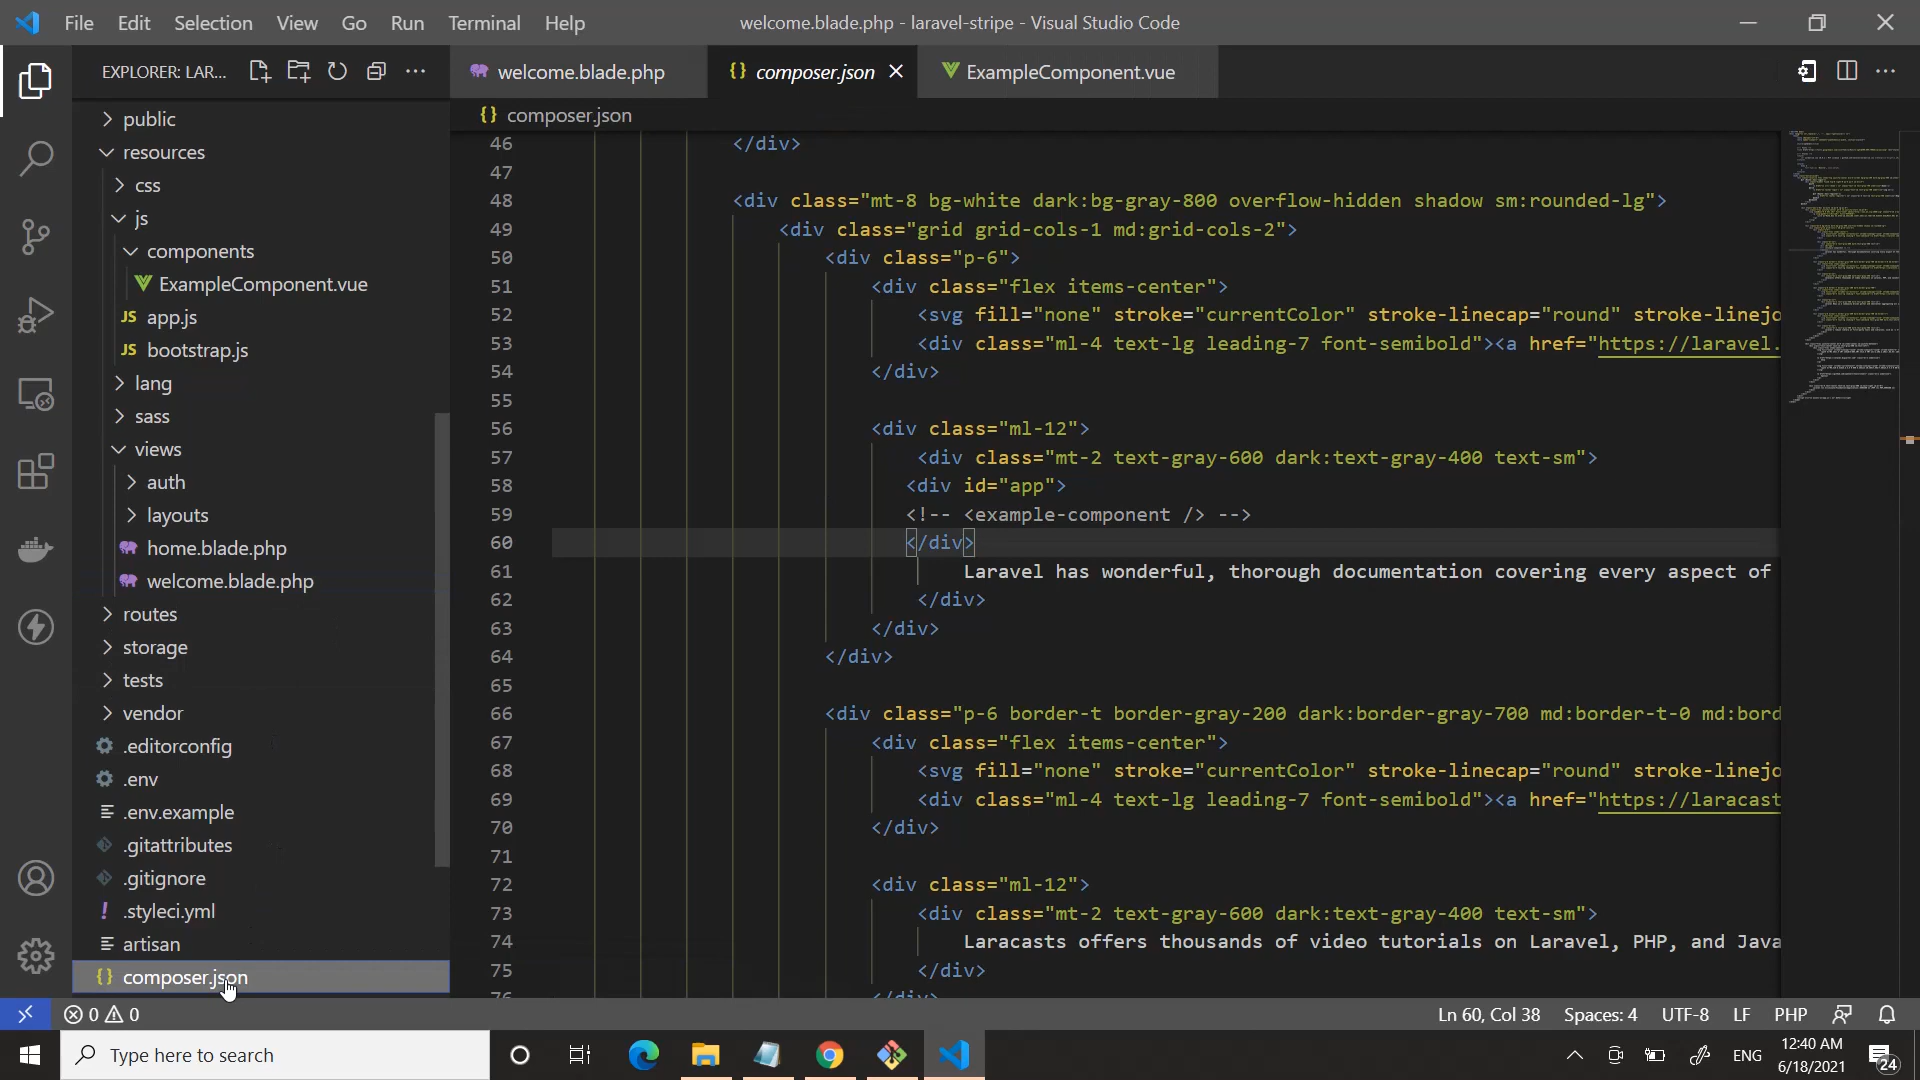 File Edit Selection View Go Run Terminal Help
welcome.blade.php - laravel-stripe - Visual Studio Code
EXPLORER: LAR...
welcome.blade.php
{} composer.json
ExampleComponent.vue
{} composer.json
public
resources
css
js
components
ExampleComponent.vue
JS app.js
JS bootstrap.js
lang
sass
views
auth
layouts
home.blade.php
welcome.blade.php
routes
storage
tests
vendor
.editorconfig
.env
.env.example
.gitattributes
.gitignore
! .styleci.yml
artisan
{} composer.json
46 </div>
47
48 <div class="mt-8 bg-white dark:bg-gray-800 overflow-hidden shadow sm:rounded-lg">
49 <div class="grid grid-cols-1 md:grid-cols-2">
50 <div class="p-6">
51 <div class="flex items-center">
52 <svg fill="none" stroke="currentColor" stroke-linecap="round" stroke-linejo
53 <div class="ml-4 text-lg leading-7 font-semibold"><a href="https://laravel.
54 </div>
55
56 <div class="ml-12">
57 <div class="mt-2 text-gray-600 dark:text-gray-400 text-sm">
58 <div id="app">
59 <!-- <example-component /> -->
60 </div>
61 Laravel has wonderful, thorough documentation covering every aspect of
62 </div>
63 </div>
64 </div>
65
66 <div class="p-6 border-t border-gray-200 dark:border-gray-700 md:border-t-0 md:bord
67 <div class="flex items-center">
68 <svg fill="none" stroke="currentColor" stroke-linecap="round" stroke-linejo
69 <div class="ml-4 text-lg leading-7 font-semibold"><a href="https://laracast
70 </div>
71
72 <div class="ml-12">
73 <div class="mt-2 text-gray-600 dark:text-gray-400 text-sm">
74 Laracasts offers thousands of video tutorials on Laravel, PHP, and Java
75 </div>
76 </div>
0 0
Ln 60, Col 38 Spaces: 4 UTF-8 LF PHP
Type here to search
ENG
12:40 AM
6/18/2021
24